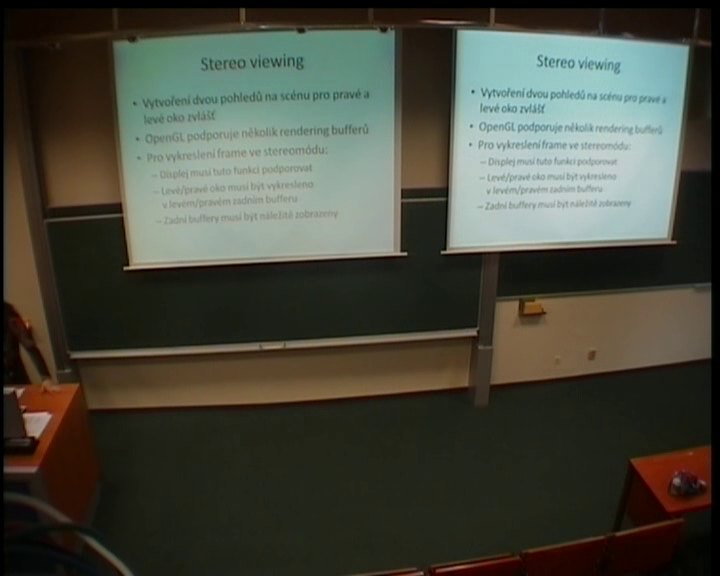 Stereo viewing
• Vytvoření dvou pohledů na scénu pro pravé a
levé oko zvlášť
• OpenGL podporuje několik rendering bufferů
• Pro vykreslení frame ve stereomódu:
– Displej musí tuto funkci podporovat
– Levé/pravé oko musí být vykresleno
v levém/pravém zadním bufferu
– Zadní buffery musí být náležitě zobrazeny
Stereo viewing
• Vytvoření dvou pohledů na scénu pro pravé a
levé oko zvlášť
• OpenGL podporuje několik rendering bufferů
• Pro vykreslení frame ve stereomódu:
– Displej musí tuto funkci podporovat
– Levé/pravé oko musí být vykresleno
v levém/pravém zadním bufferu
– Zadní buffery musí být náležitě zobrazeny